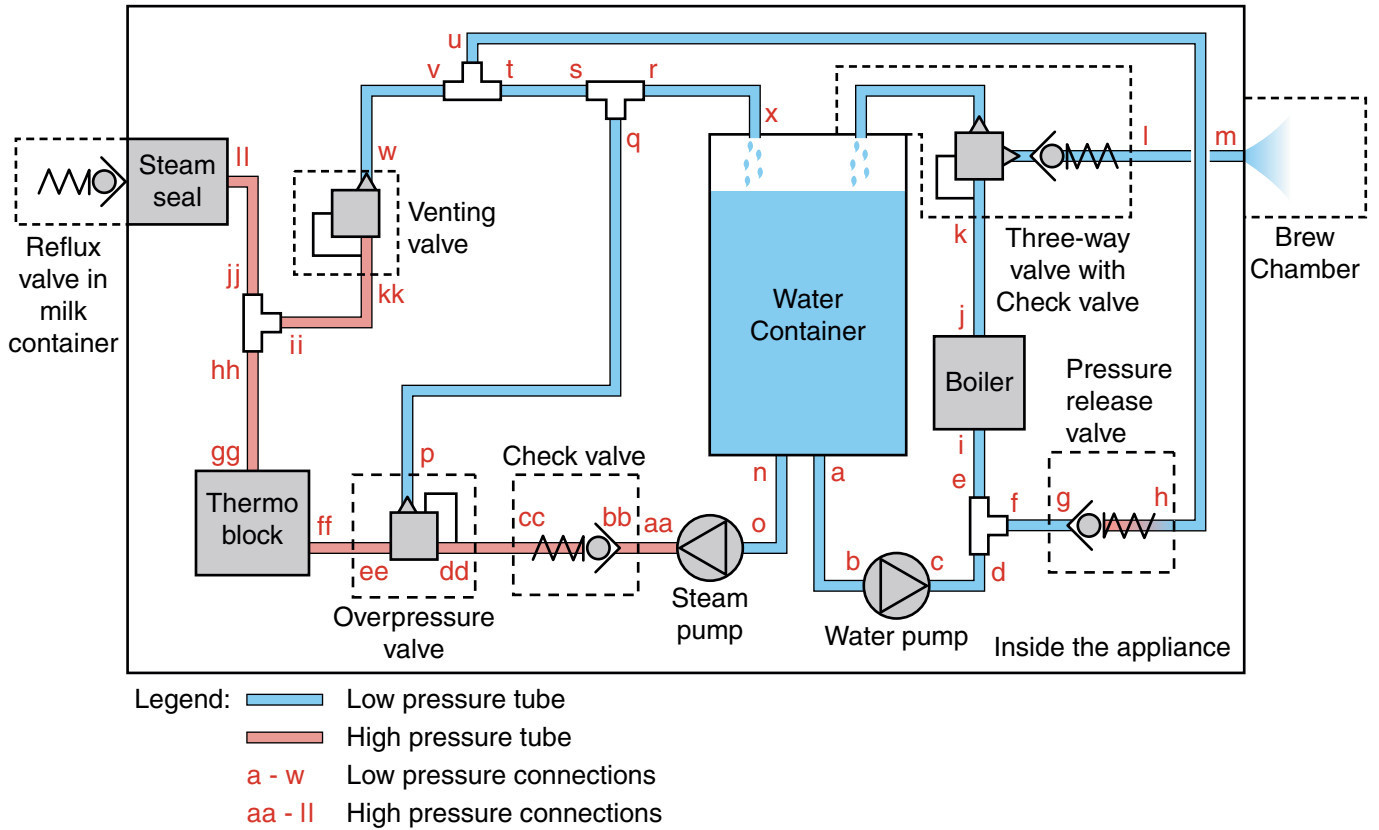 u
v
t
s
r
x
q
w
ll
Steam
seal
Venting
valve
l
m
k
Reflux
valve in
milk
container
jj
kk
ii
hh
gg
Three-way
valve with
Check valve
Brew
Chamber
Water
Container
j
Boiler
i
Pressure
release
valve
p
Check valve
n
a
e
f
g
h
Thermo
block
ff
ee
dd
cc
bb
aa
o
b
c
d
Overpressure
valve
Steam
pump
Water pump
Inside the appliance
Legend:
Low pressure tube
High pressure tube
a - w Low pressure connections
aa - ll High pressure connections